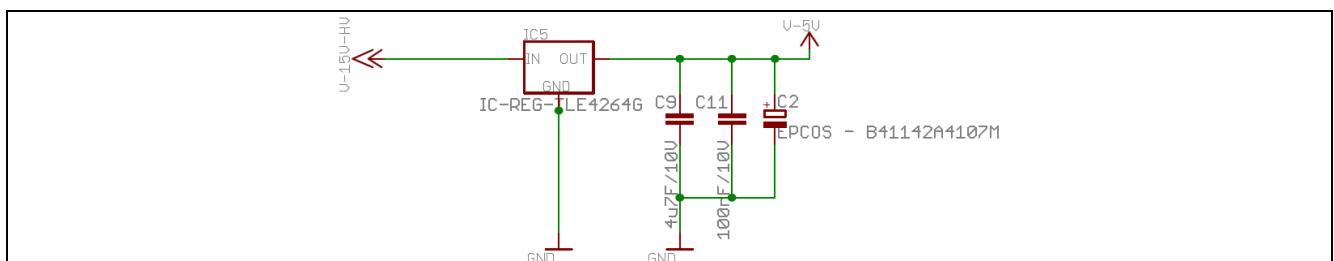 V-5V
IC5
V-15V-HV
IN OUT
GND
IC-REG-TLE4264G
C9
C11
C2
+
EPCOS - B41142A4107M
4u7F/10V
100nF/10V
GND
GND